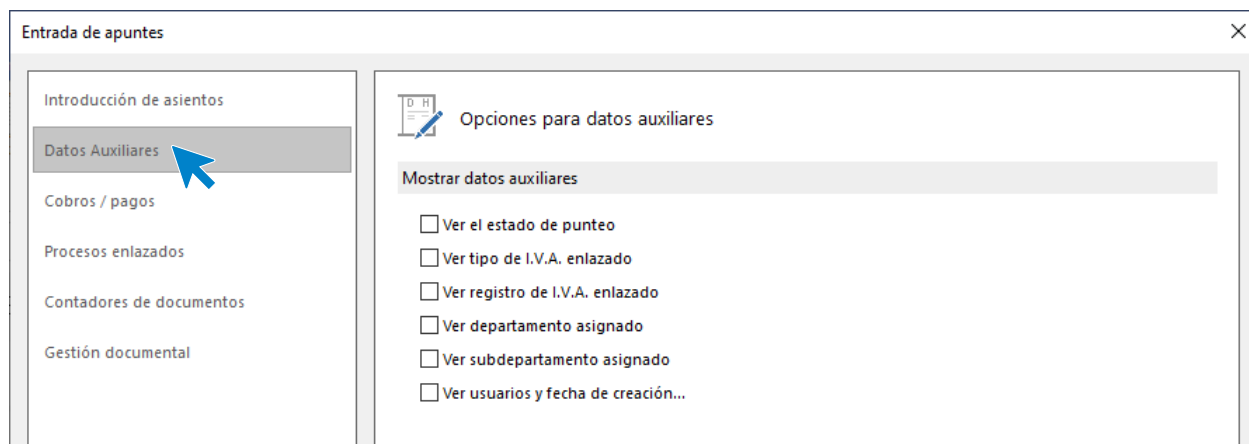 Entrada de apuntes
Introducción de asientos
Datos Auxiliares
Cobros / pagos
Procesos enlazados
Contadores de documentos
Gestión documental
D H
Opciones para datos auxiliares
Mostrar datos auxiliares
Ver el estado de punteo
Ver tipo de I.V.A. enlazado
Ver registro de I.V.A. enlazado
Ver departamento asignado
Ver subdepartamento asignado
Ver usuarios y fecha de creación...